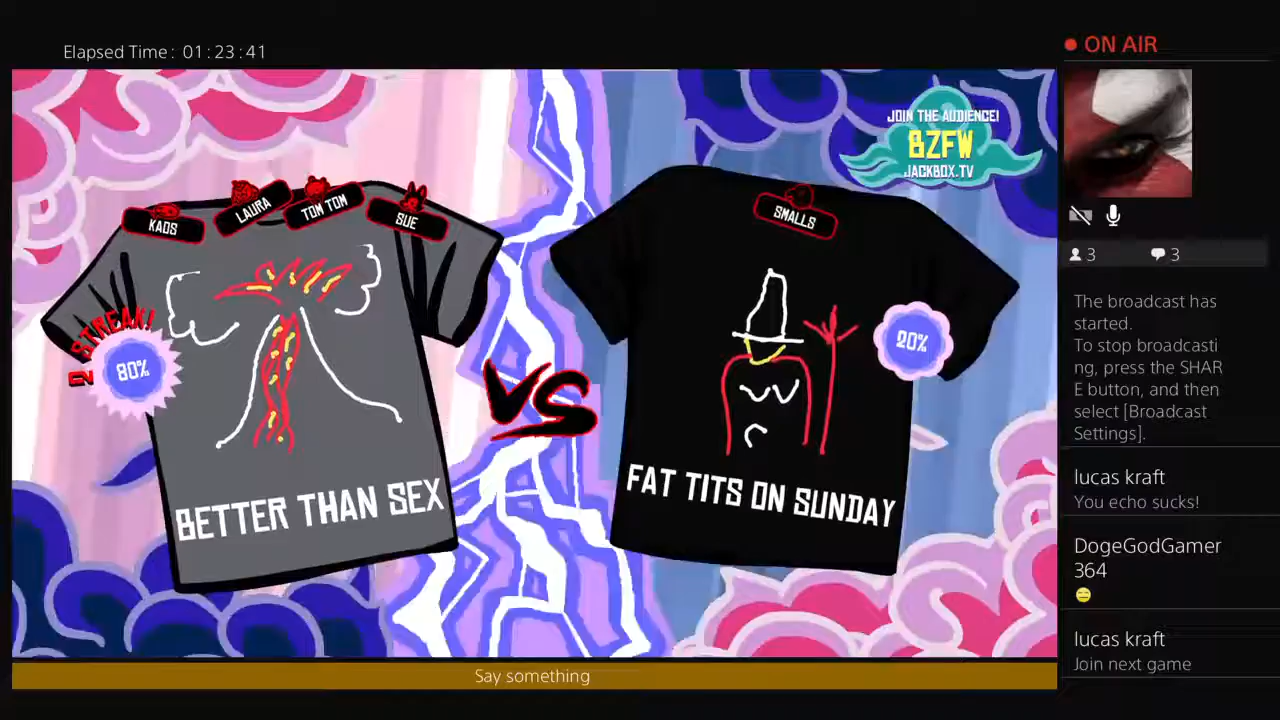 Elapsed Time: 01:23:41
ON AIR
JOIN THE AUDIENCE!
BZFW
JACKBOX.TV
KAOS
LAURA
TOM TOM
SUE
SMALLS
2 STREAK!
80%
20%
VS
BETTER THAN SEX
FAT TITS ON SUNDAY
Say something
3
3
The broadcast has
started.
To stop broadcasti
ng, press the SHAR
E button, and then
select [Broadcast
Settings].
lucas kraft
You echo sucks!
DogeGodGamer
364
lucas kraft
Join next game